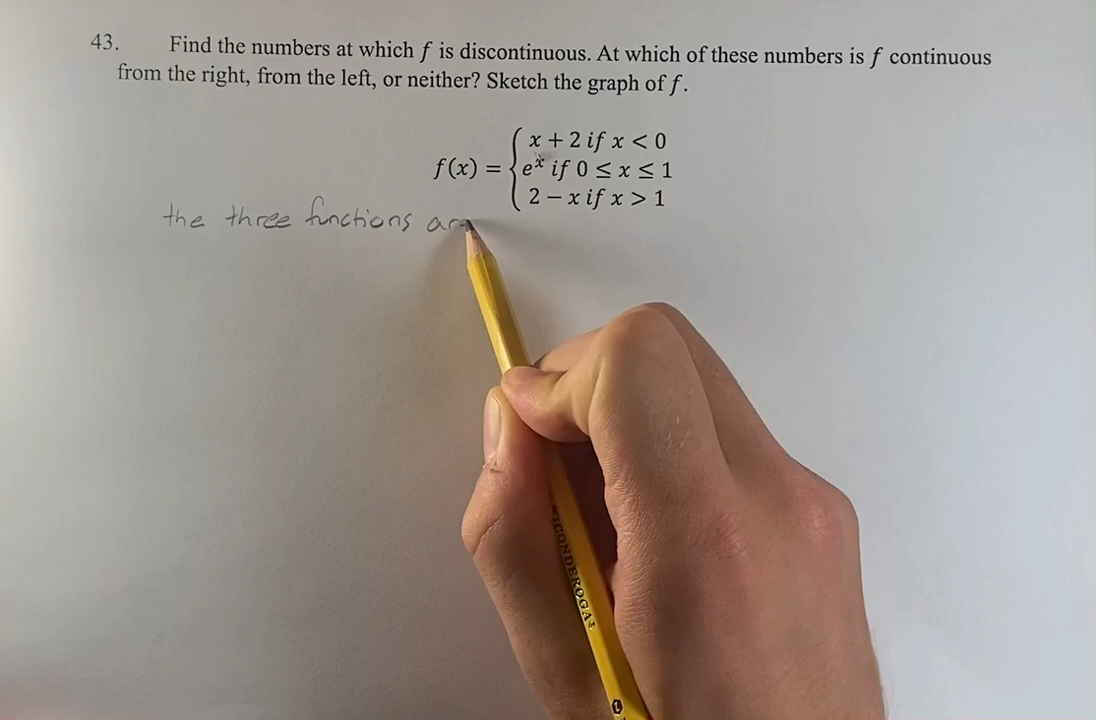 43. Find the numbers at which f is discontinuous. At which of these numbers is f continuous
from the right, from the left, or neither? Sketch the graph of f.
x + 2 if x < 0
f(x) = { eˣ if 0 ≤ x ≤ 1
2 − x if x > 1
the three functions ar
TICONDEROGA